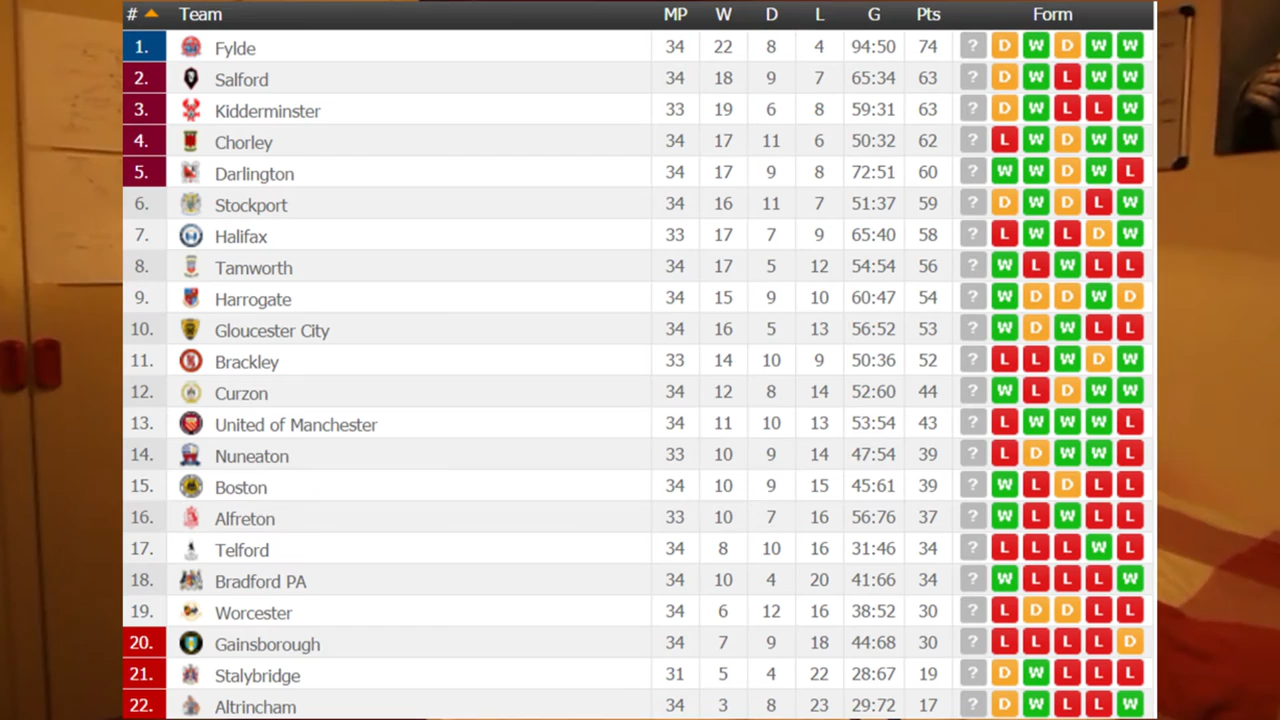 # Team MP W D L G Pts Form
1. Fylde 34 22 8 4 94:50 74 ? D W D W W
2. Salford 34 18 9 7 65:34 63 ? D W L W W
3. Kidderminster 33 19 6 8 59:31 63 ? D W L L W
4. Chorley 34 17 11 6 50:32 62 ? L W D W W
5. Darlington 34 17 9 8 72:51 60 ? W W D W L
6. Stockport 34 16 11 7 51:37 59 ? D W D L W
7. Halifax 33 17 7 9 65:40 58 ? L W L D W
8. Tamworth 34 17 5 12 54:54 56 ? W L W L L
9. Harrogate 34 15 9 10 60:47 54 ? W D D W D
10. Gloucester City 34 16 5 13 56:52 53 ? W D W L L
11. Brackley 33 14 10 9 50:36 52 ? L L W D W
12. Curzon 34 12 8 14 52:60 44 ? W L D W W
13. United of Manchester 34 11 10 13 53:54 43 ? L W W W L
14. Nuneaton 33 10 9 14 47:54 39 ? L D W W L
15. Boston 34 10 9 15 45:61 39 ? W L D L L
16. Alfreton 33 10 7 16 56:76 37 ? W L W L L
17. Telford 34 8 10 16 31:46 34 ? L L L W L
18. Bradford PA 34 10 4 20 41:66 34 ? W L L L W
19. Worcester 34 6 12 16 38:52 30 ? L D D L L
20. Gainsborough 34 7 9 18 44:68 30 ? L L L L D
21. Stalybridge 31 5 4 22 28:67 19 ? D W L L L
22. Altrincham 34 3 8 23 29:72 17 ? D W L L W